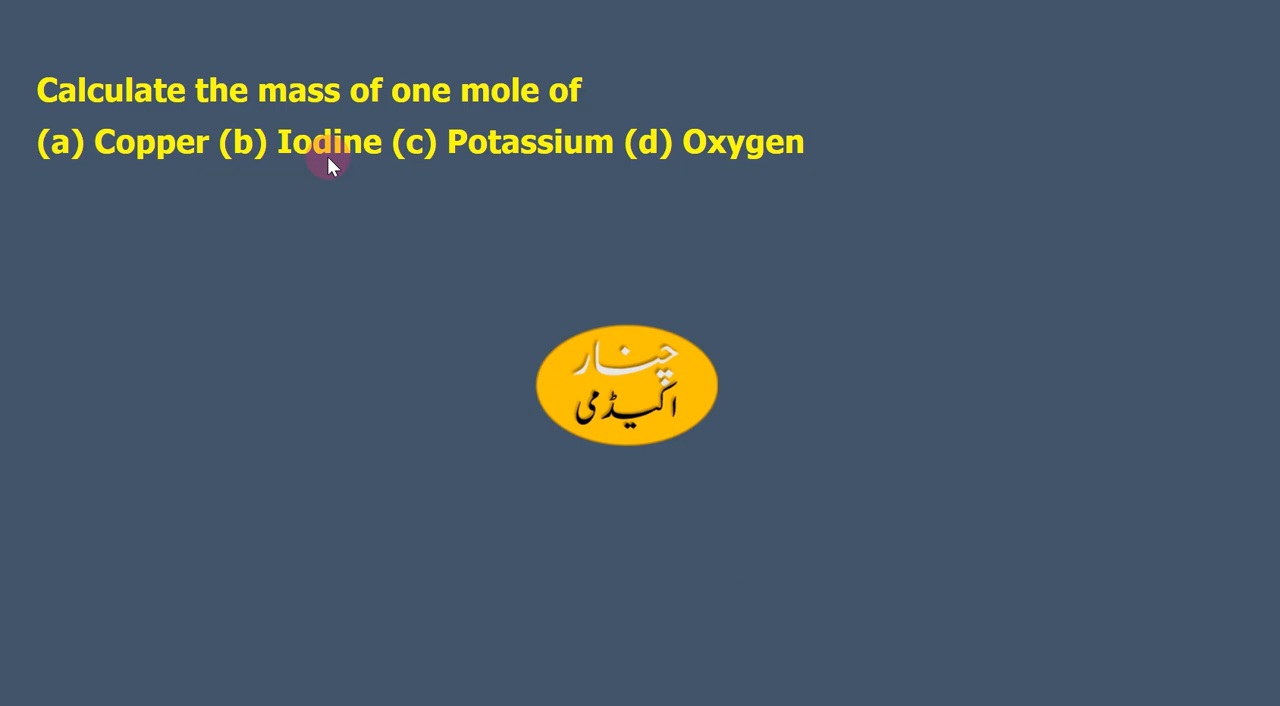 Calculate the mass of one mole of
(a) Copper (b) Iodine (c) Potassium (d) Oxygen
چنار
اکیڈمی